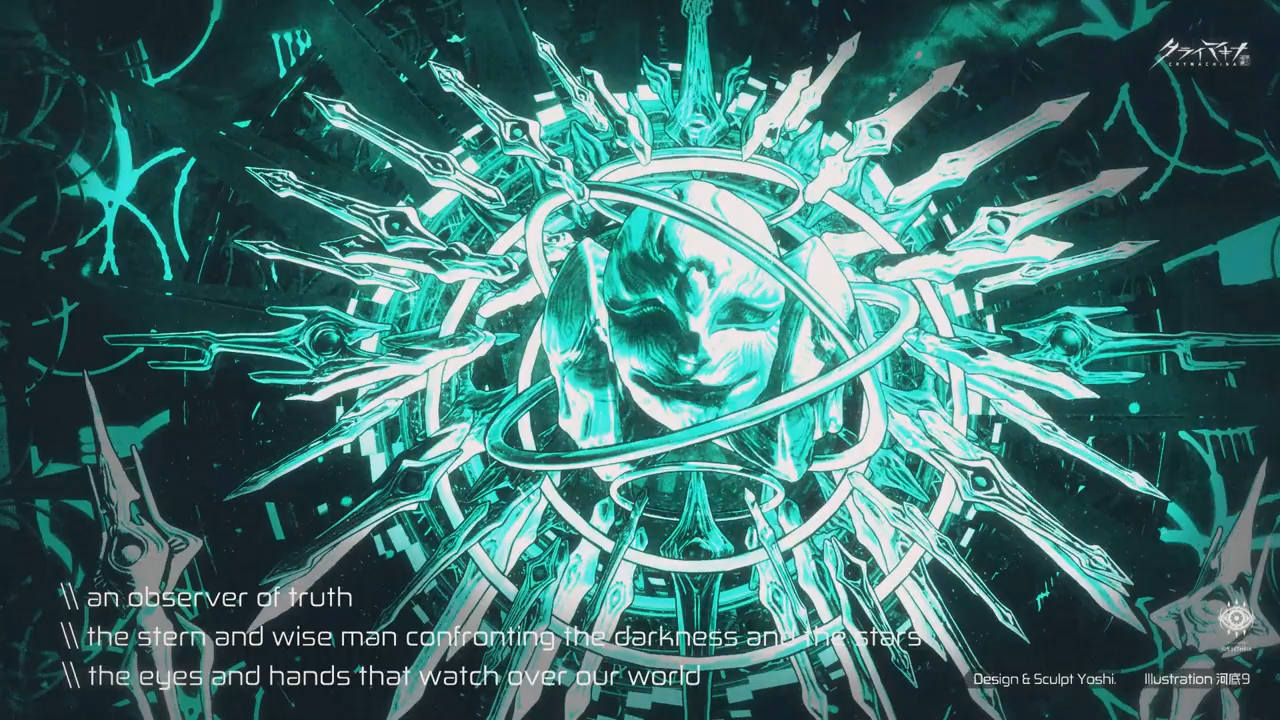 クライマキナ
CRYMACHINA
\\ an observer of truth
\\ the stern and wise man confronting the darkness and the stars
\\ the eyes and hands that watch over our world
Design & Sculpt Yoshi.
Illustration 河底9